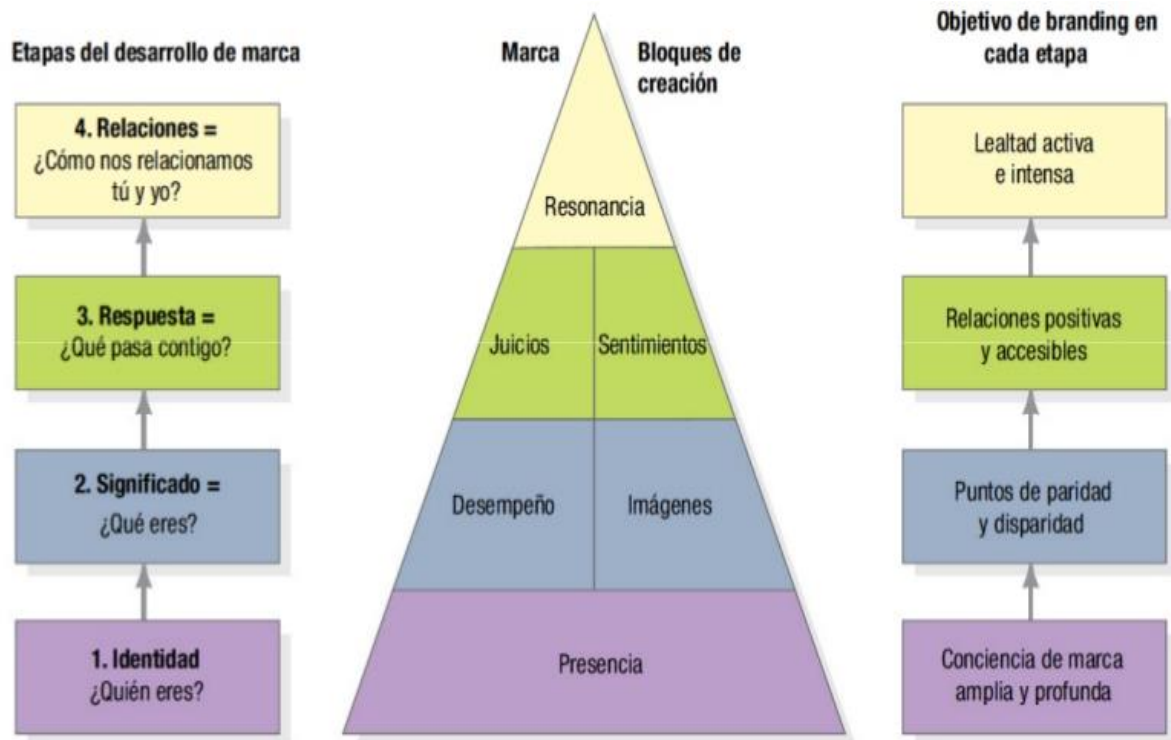 Etapas del desarrollo de marca
4. Relaciones =
¿Cómo nos relacionamos
tú y yo?
3. Respuesta =
¿Qué pasa contigo?
2. Significado =
¿Qué eres?
1. Identidad
¿Quién eres?
Marca
Bloques de
creación
Resonancia
Juicios
Sentimientos
Desempeño
Imágenes
Presencia
Objetivo de branding en
cada etapa
Lealtad activa
e intensa
Relaciones positivas
y accesibles
Puntos de paridad
y disparidad
Conciencia de marca
amplia y profunda